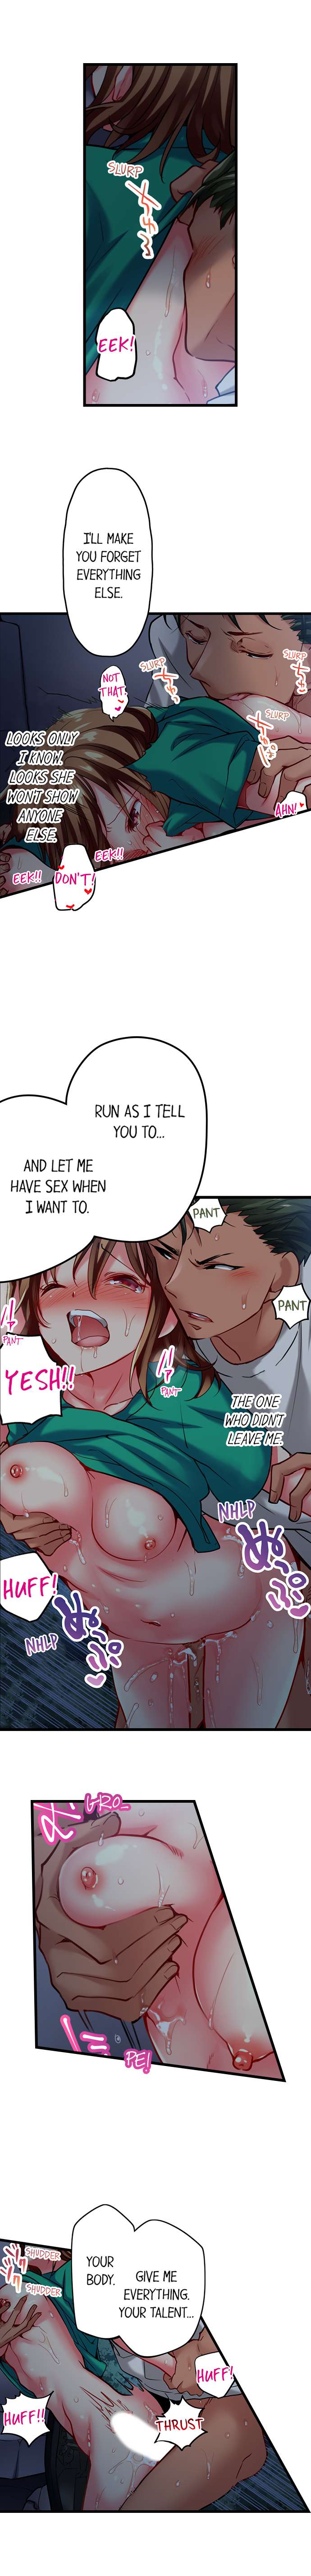 SLURP
EEK!
I'LL MAKE
YOU FORGET
EVERYTHING
ELSE.
SLURP
SLURP
NOT
THAT
SLURP
LOOKS ONLY
I KNOW.
LOOKS SHE
WON'T SHOW
ANYONE
ELSE.
AHN!
EEK!!
DON'T!
EEK!!
RUN AS I TELL
YOU TO...
AND LET ME
HAVE SEX WHEN
I WANT TO.
PANT
PANT
PANT
YESH!!
PANT
THE ONE
WHO DIDN'T
LEAVE ME.
NHLP
HUFF!
NHLP
GRO...
PE!
YOUR
BODY.
GIVE ME
EVERYTHING.
YOUR TALENT...
SHUDDER
SHUDDER
HUFF!
HUFF!!
THRUST